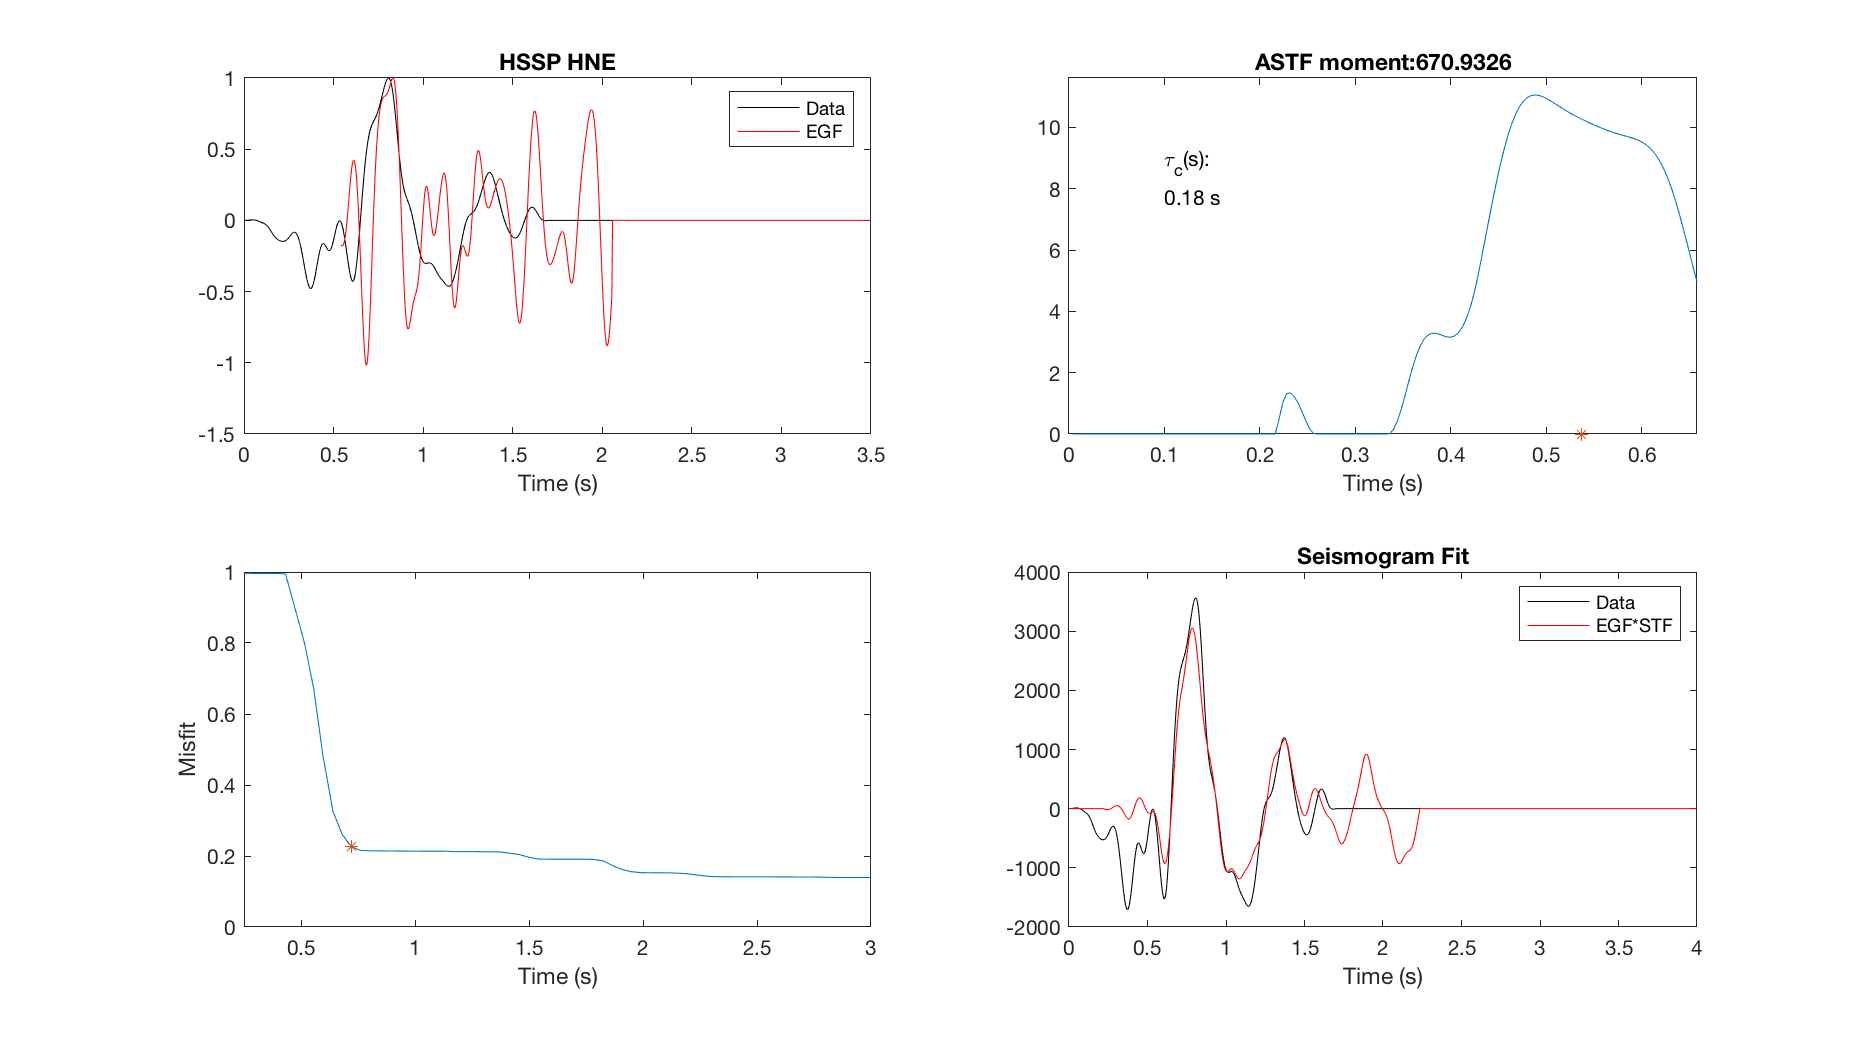 HSSP HNE
1
0.5
0
-0.5
-1
-1.5
0 0.5 1 1.5 2 2.5 3 3.5
Time (s)
Data
EGF
ASTF moment:670.9326
10
8
6
4
2
0
0 0.1 0.2 0.3 0.4 0.5 0.6
Time (s)
τc(s):
0.18 s
1
0.8
0.6
0.4
0.2
0
Misfit
0.5 1 1.5 2 2.5 3
Time (s)
Seismogram Fit
4000
3000
2000
1000
0
-1000
-2000
0 0.5 1 1.5 2 2.5 3 3.5 4
Time (s)
Data
EGF*STF